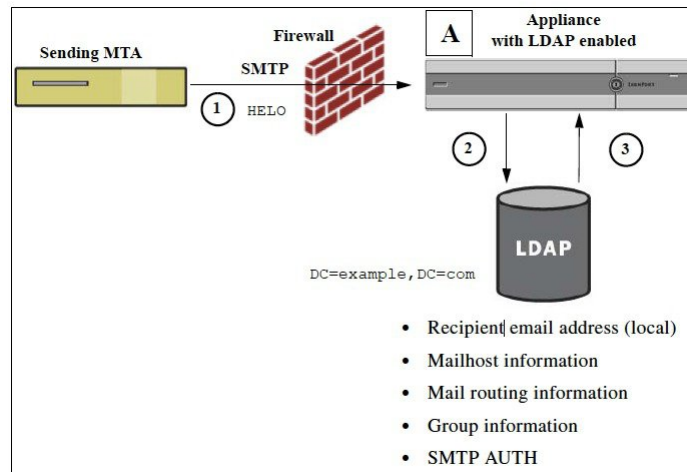 Sending MTA
Firewall
A
Appliance
with LDAP enabled
SMTP
1
HELO
IRONPORT
2
3
LDAP
DC=example,DC=com
• Recipient email address (local)
• Mailhost information
• Mail routing information
• Group information
• SMTP AUTH